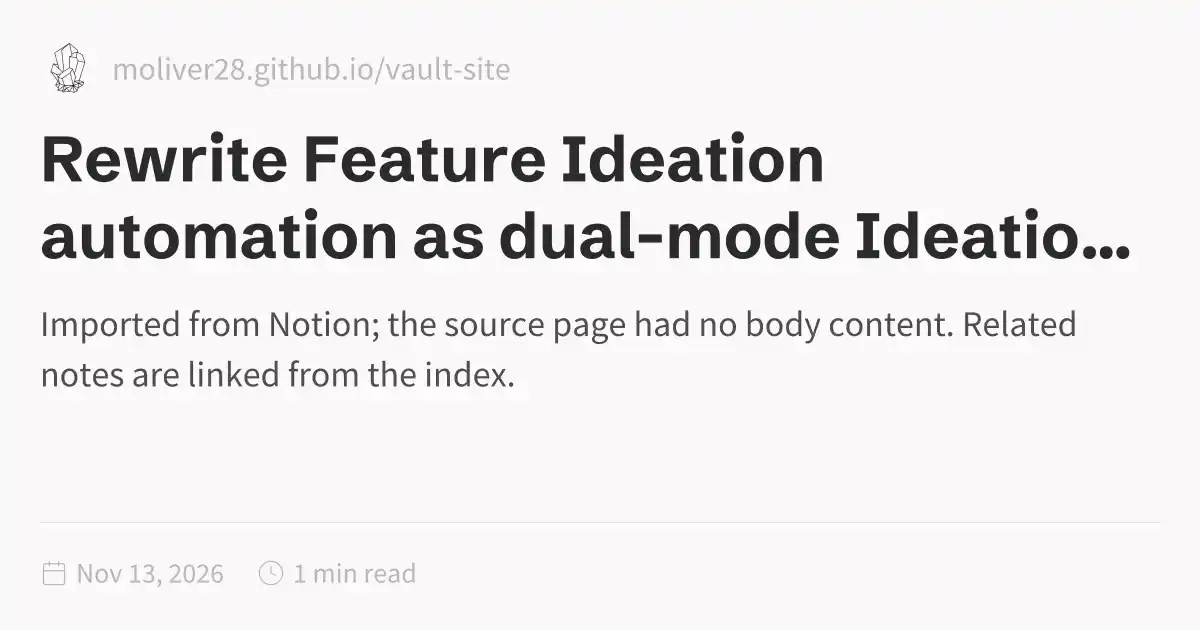 moliver28.github.io/vault-site
Rewrite Feature Ideation
automation as dual-mode Ideatio...
Imported from Notion; the source page had no body content. Related
notes are linked from the index.
Nov 13, 2026 1 min read